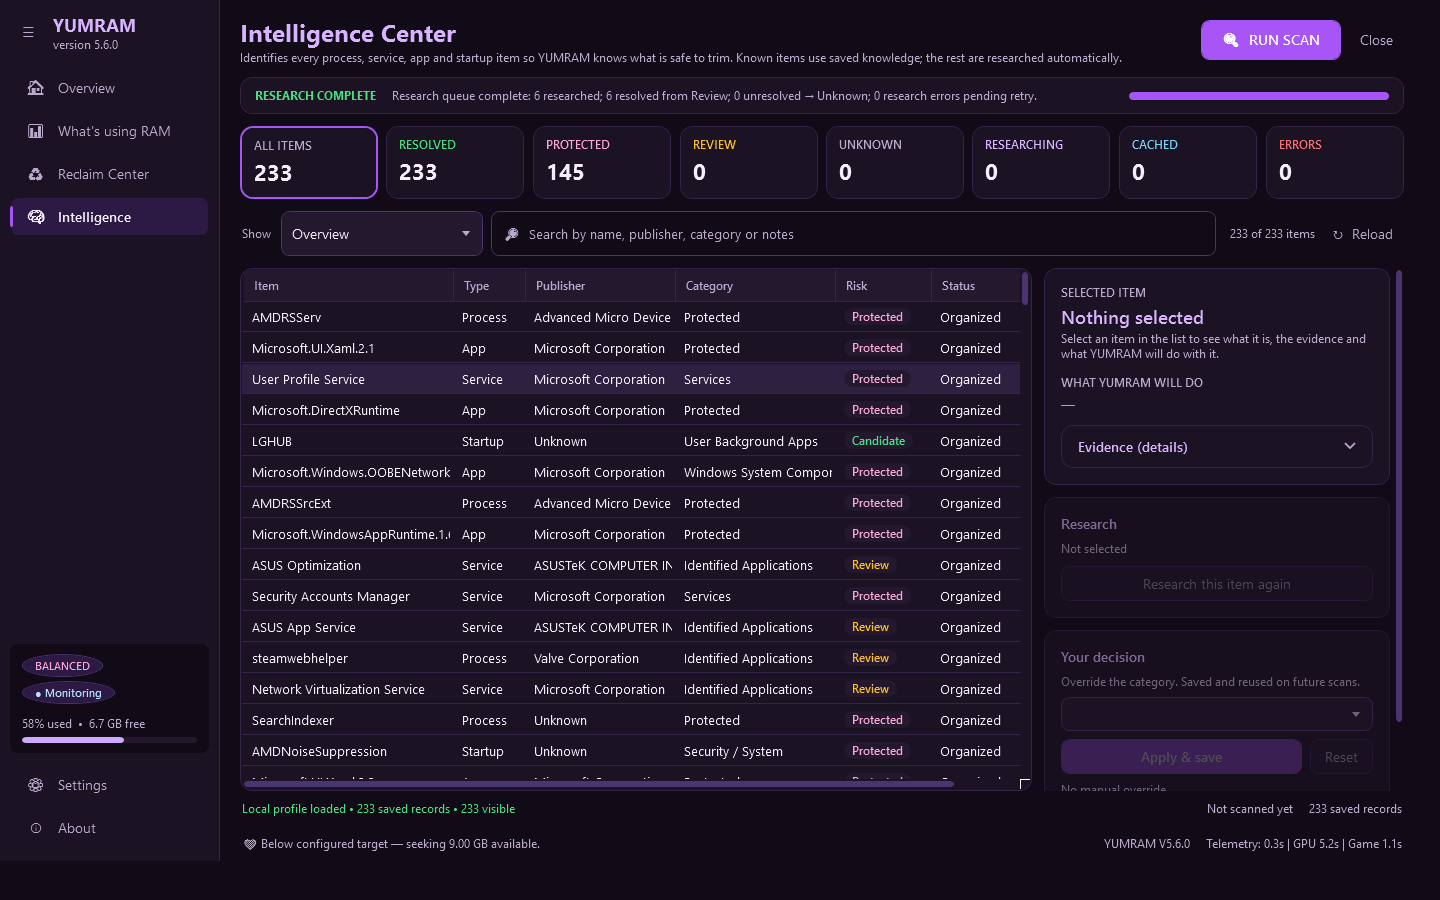 YUMRAM
version 5.6.0
Overview
What's using RAM
Reclaim Center
Intelligence
BALANCED
● Monitoring
58% used • 6.7 GB free
Settings
About
Intelligence Center
Identifies every process, service, app and startup item so YUMRAM knows what is safe to trim. Known items use saved knowledge; the rest are researched automatically.
RUN SCAN
Close
RESEARCH COMPLETE Research queue complete: 6 researched; 6 resolved from Review; 0 unresolved → Unknown; 0 research errors pending retry.
ALL ITEMS
233
RESOLVED
233
PROTECTED
145
REVIEW
0
UNKNOWN
0
RESEARCHING
0
CACHED
0
ERRORS
0
Show Overview Search by name, publisher, category or notes 233 of 233 items ↻ Reload
Item Type Publisher Category Risk Status
AMDRSServ Process Advanced Micro Device Protected Protected Organized
Microsoft.UI.Xaml.2.1 App Microsoft Corporation Protected Protected Organized
User Profile Service Service Microsoft Corporation Services Protected Organized
Microsoft.DirectXRuntime App Microsoft Corporation Protected Protected Organized
LGHUB Startup Unknown User Background Apps Candidate Organized
Microsoft.Windows.OOBENetwork App Microsoft Corporation Windows System Compor Protected Organized
AMDRSSrcExt Process Advanced Micro Device Protected Protected Organized
Microsoft.WindowsAppRuntime.1. App Microsoft Corporation Protected Protected Organized
ASUS Optimization Service ASUSTeK COMPUTER IN Identified Applications Review Organized
Security Accounts Manager Service Microsoft Corporation Services Protected Organized
ASUS App Service Service ASUSTeK COMPUTER IN Identified Applications Review Organized
steamwebhelper Process Valve Corporation Identified Applications Review Organized
Network Virtualization Service Service Microsoft Corporation Identified Applications Review Organized
SearchIndexer Process Unknown Protected Protected Organized
AMDNoiseSuppression Startup Unknown Security / System Protected Organized
SELECTED ITEM
Nothing selected
Select an item in the list to see what it is, the evidence and
what YUMRAM will do with it.
WHAT YUMRAM WILL DO
—
Evidence (details)
Research
Not selected
Research this item again
Your decision
Override the category. Saved and reused on future scans.
Apply & save Reset
No manual override
Local profile loaded • 233 saved records • 233 visible
Not scanned yet 233 saved records
Below configured target — seeking 9.00 GB available.
YUMRAM V5.6.0 Telemetry: 0.3s | GPU 5.2s | Game 1.1s